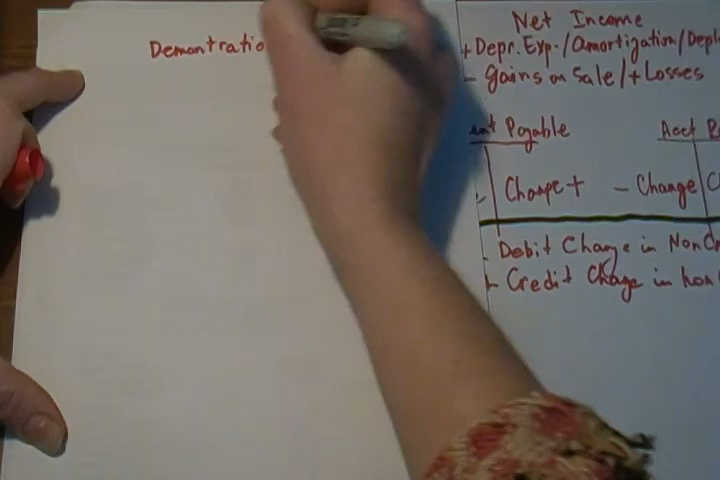 Demontratio
Net Income
+ Depr. Exp./Amortization/Depl
- gains on sale/+Losses
Payable Acct
Change + - Change
- Debit Change in Non
+ Credit Change in non